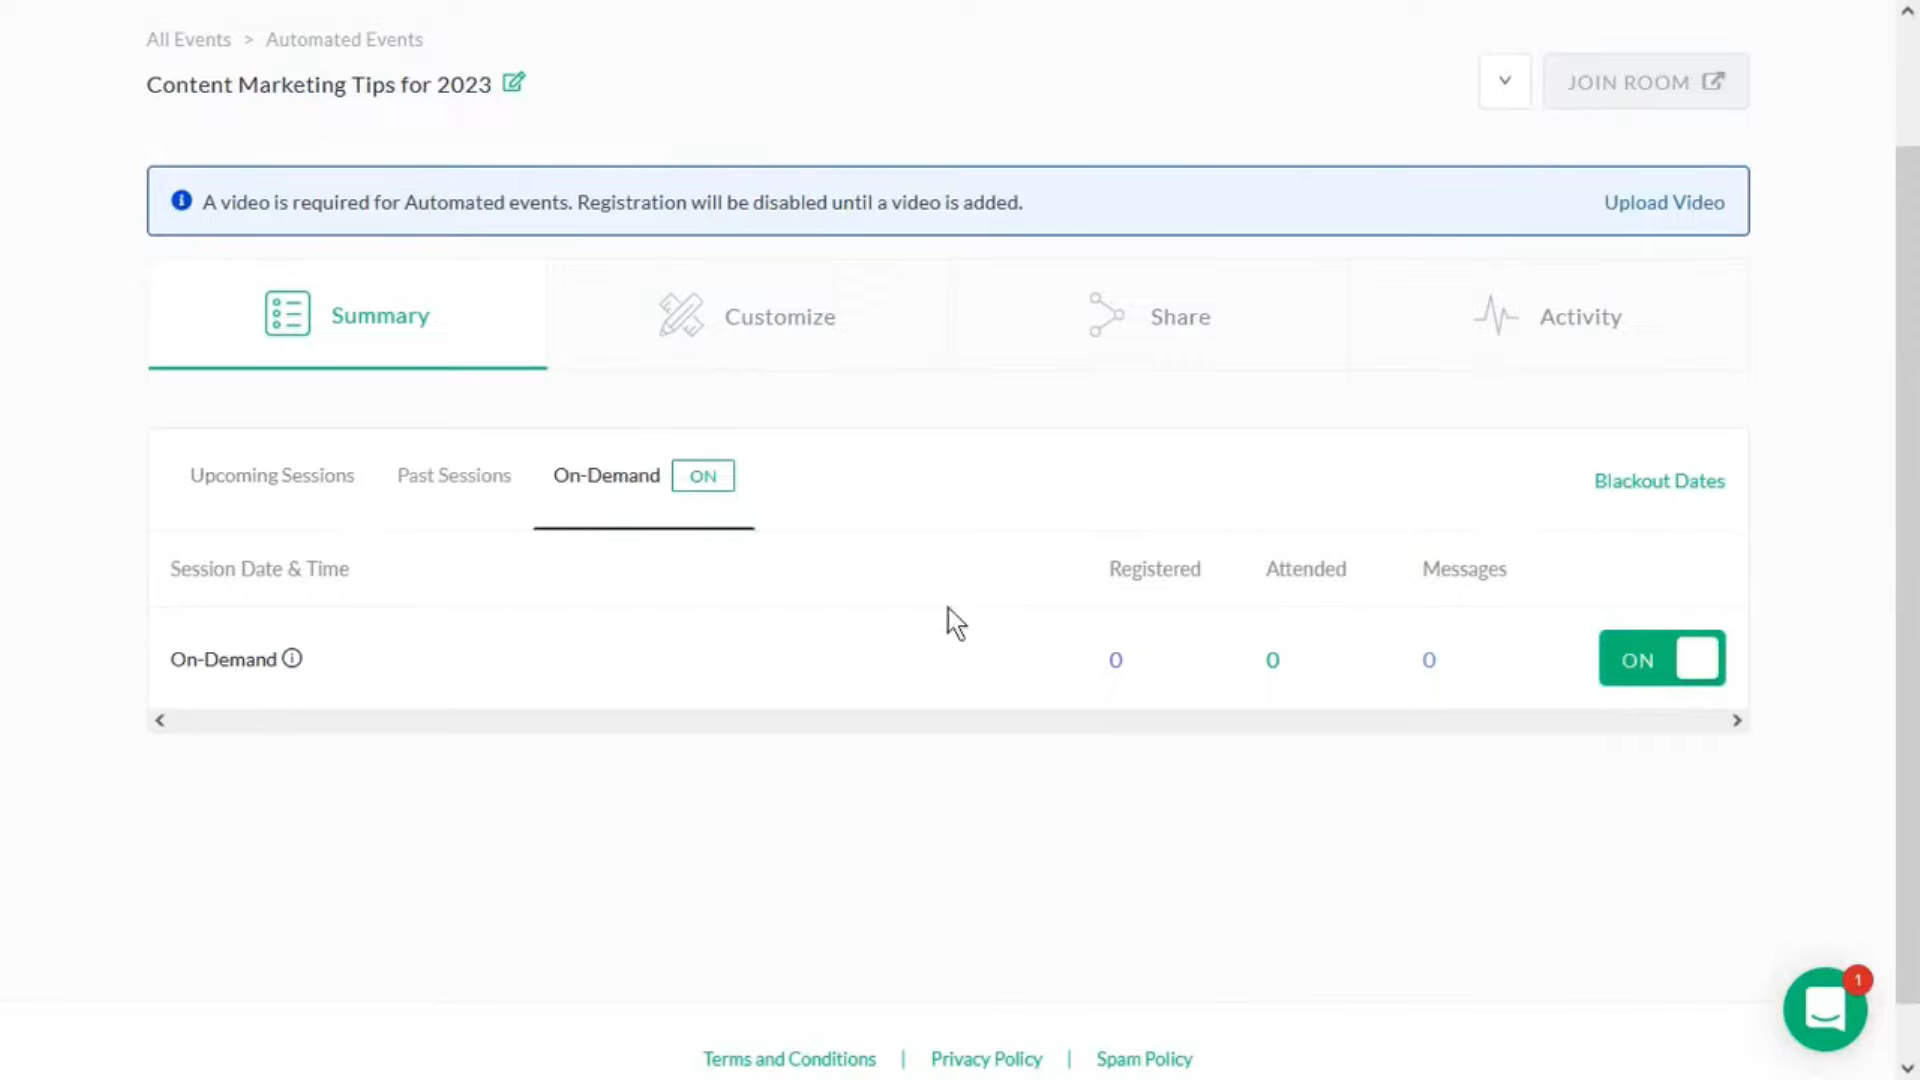 All Events > Automated Events
Content Marketing Tips for 2023
JOIN ROOM
A video is required for Automated events. Registration will be disabled until a video is added.
Upload Video
Summary
Customize
Share
Activity
Upcoming Sessions
Past Sessions
On-Demand ON
Blackout Dates
Session Date & Time
Registered
Attended
Messages
On-Demand
0
0
0
ON
1
Terms and Conditions | Privacy Policy | Spam Policy